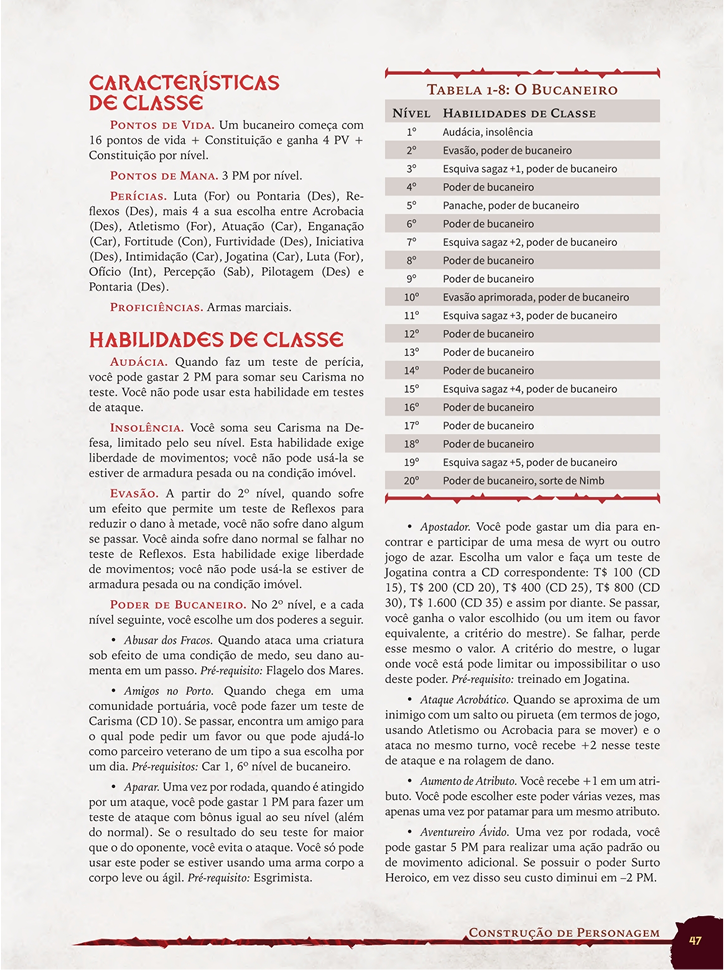 CARACTERÍSTICAS
DE CLASSE
Pontos de Vida. Um bucaneiro começa com
16 pontos de vida + Constituição e ganha 4 PV +
Constituição por nível.
Pontos de Mana. 3 PM por nível.
Perícias. Luta (For) ou Pontaria (Des), Re-
flexos (Des), mais 4 a sua escolha entre Acrobacia
(Des), Atletismo (For), Atuação (Car), Enganação
(Car), Fortitude (Con), Furtividade (Des), Iniciativa
(Des), Intimidação (Car), Jogatina (Car), Luta (For),
Ofício (Int), Percepção (Sab), Pilotagem (Des) e
Pontaria (Des).
Proficiências. Armas marciais.
HABILIDADES DE CLASSE
Audácia. Quando faz um teste de perícia,
você pode gastar 2 PM para somar seu Carisma no
teste. Você não pode usar esta habilidade em testes
de ataque.
Insolência. Você soma seu Carisma na De-
fesa, limitado pelo seu nível. Esta habilidade exige
liberdade de movimentos; você não pode usá-la se
estiver de armadura pesada ou na condição imóvel.
Evasão. A partir do 2º nível, quando sofre
um efeito que permite um teste de Reflexos para
reduzir o dano à metade, você não sofre dano algum
se passar. Você ainda sofre dano normal se falhar no
teste de Reflexos. Esta habilidade exige liberdade
de movimentos; você não pode usá-la se estiver de
armadura pesada ou na condição imóvel.
Poder de Bucaneiro. No 2º nível, e a cada
nível seguinte, você escolhe um dos poderes a seguir.
• Abusar dos Fracos. Quando ataca uma criatura
sob efeito de uma condição de medo, seu dano au-
menta em um passo. Pré-requisito: Flagelo dos Mares.
• Amigos no Porto. Quando chega em uma
comunidade portuária, você pode fazer um teste de
Carisma (CD 10). Se passar, encontra um amigo para
o qual pode pedir um favor ou que pode ajudá-lo
como parceiro veterano de um tipo a sua escolha por
um dia. Pré-requisitos: Car 1, 6º nível de bucaneiro.
• Aparar. Uma vez por rodada, quando é atingido
por um ataque, você pode gastar 1 PM para fazer um
teste de ataque com bônus igual ao seu nível (além
do normal). Se o resultado do seu teste for maior
que o do oponente, você evita o ataque. Você só pode
usar este poder se estiver usando uma arma corpo a
corpo leve ou ágil. Pré-requisito: Esgrimista.
Tabela 1-8: O Bucaneiro
Nível Habilidades de Classe
1º Audácia, insolência
2º Evasão, poder de bucaneiro
3º Esquiva sagaz +1, poder de bucaneiro
4º Poder de bucaneiro
5º Panache, poder de bucaneiro
6º Poder de bucaneiro
7º Esquiva sagaz +2, poder de bucaneiro
8º Poder de bucaneiro
9º Poder de bucaneiro
10º Evasão aprimorada, poder de bucaneiro
11º Esquiva sagaz +3, poder de bucaneiro
12º Poder de bucaneiro
13º Poder de bucaneiro
14º Poder de bucaneiro
15º Esquiva sagaz +4, poder de bucaneiro
16º Poder de bucaneiro
17º Poder de bucaneiro
18º Poder de bucaneiro
19º Esquiva sagaz +5, poder de bucaneiro
20º Poder de bucaneiro, sorte de Nimb
• Apostador. Você pode gastar um dia para en-
contrar e participar de uma mesa de wyrt ou outro
jogo de azar. Escolha um valor e faça um teste de
Jogatina contra a CD correspondente: T$ 100 (CD
15), T$ 200 (CD 20), T$ 400 (CD 25), T$ 800 (CD
30), T$ 1.600 (CD 35) e assim por diante. Se passar,
você ganha o valor escolhido (ou um item ou favor
equivalente, a critério do mestre). Se falhar, perde
esse mesmo o valor. A critério do mestre, o lugar
onde você está pode limitar ou impossibilitar o uso
deste poder. Pré-requisito: treinado em Jogatina.
• Ataque Acrobático. Quando se aproxima de um
inimigo com um salto ou pirueta (em termos de jogo,
usando Atletismo ou Acrobacia para se mover) e o
ataca no mesmo turno, você recebe +2 nesse teste
de ataque e na rolagem de dano.
• Aumento de Atributo. Você recebe +1 em um atri-
buto. Você pode escolher este poder várias vezes, mas
apenas uma vez por patamar para um mesmo atributo.
• Aventureiro Ávido. Uma vez por rodada, você
pode gastar 5 PM para realizar uma ação padrão ou
de movimento adicional. Se possuir o poder Surto
Heroico, em vez disso seu custo diminui em –2 PM.
Construção de Personagem
47